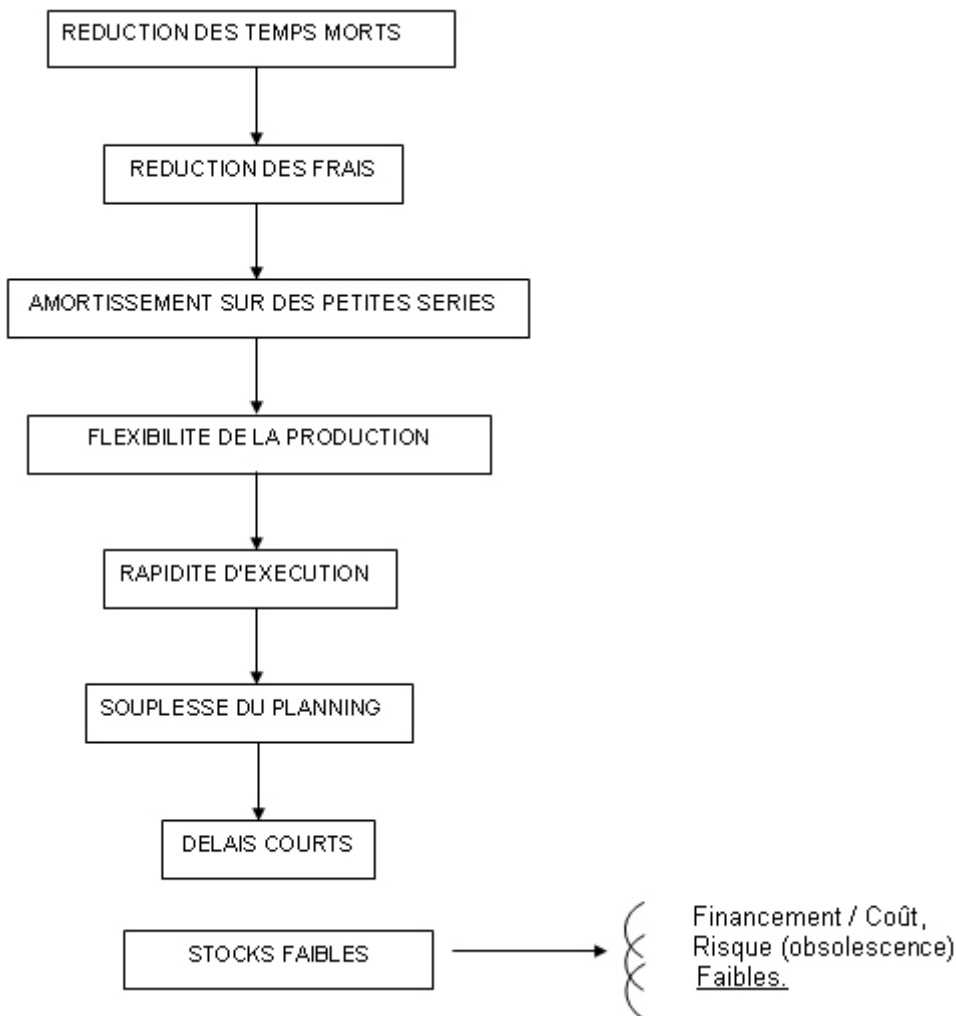 REDUCTION DES TEMPS MORTS
REDUCTION DES FRAIS
AMORTISSEMENT SUR DES PETITES SERIES
FLEXIBILITE DE LA PRODUCTION
RAPIDITE D'EXECUTION
SOUPLESSE DU PLANNING
DELAIS COURTS
STOCKS FAIBLES
Financement / Coût,
Risque (obsolescence)
Faibles.